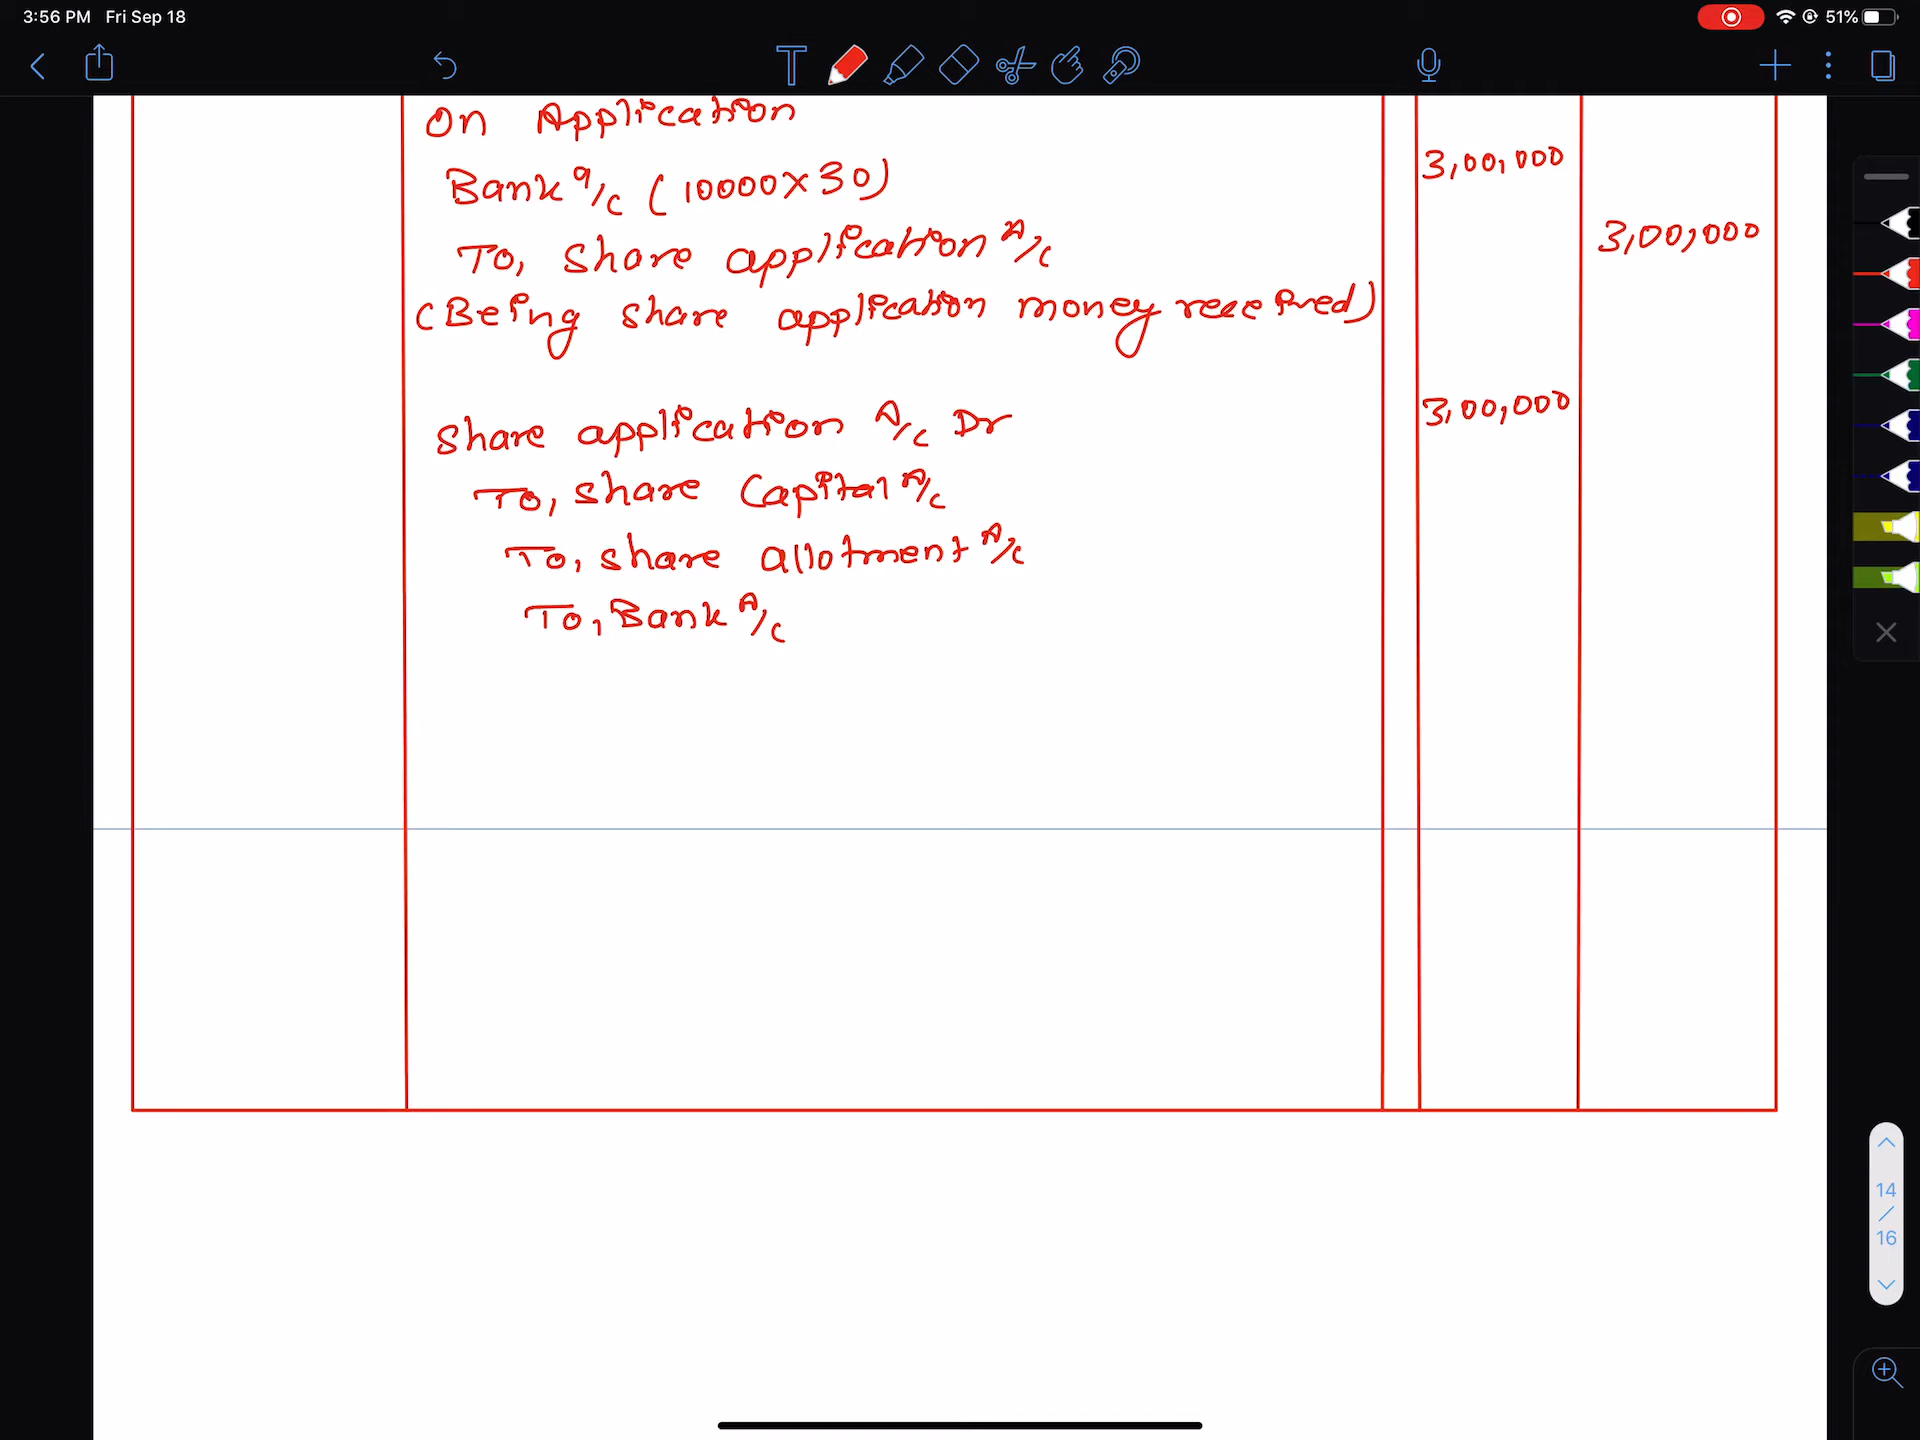 3:56 PM Fri Sep 18
51%
On Application
Bank a/c (10000×30) 3,00,000
To, Share application A/c 3,00,000
(Being share application money received)
Share application A/c Dr 3,00,000
To, Share Capital A/c
To, Share allotment A/c
To, Bank A/c
14
/
16